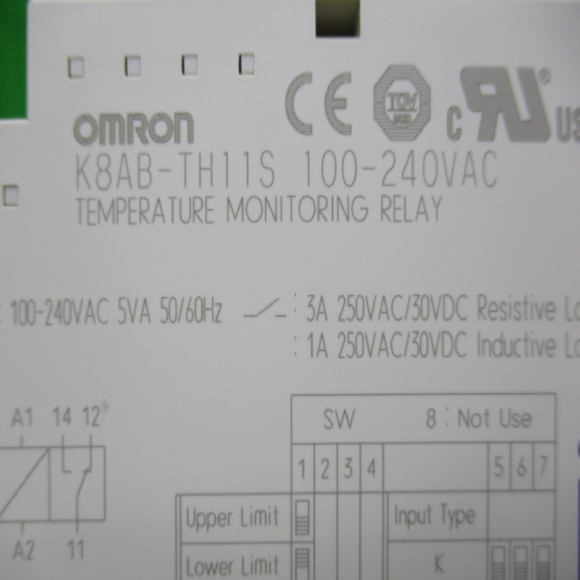 CE TÜV c RU US
OMRON
K8AB-TH11S 100-240VAC
TEMPERATURE MONITORING RELAY
: 100-240VAC 5VA 50/60Hz : 3A 250VAC/30VDC Resistive
: 1A 250VAC/30VDC Inductive
A1 14 12
SW 8 : Not Use
1 2 3 4 5 6 7
Upper Limit Input Type
A2 11
Lower Limit K